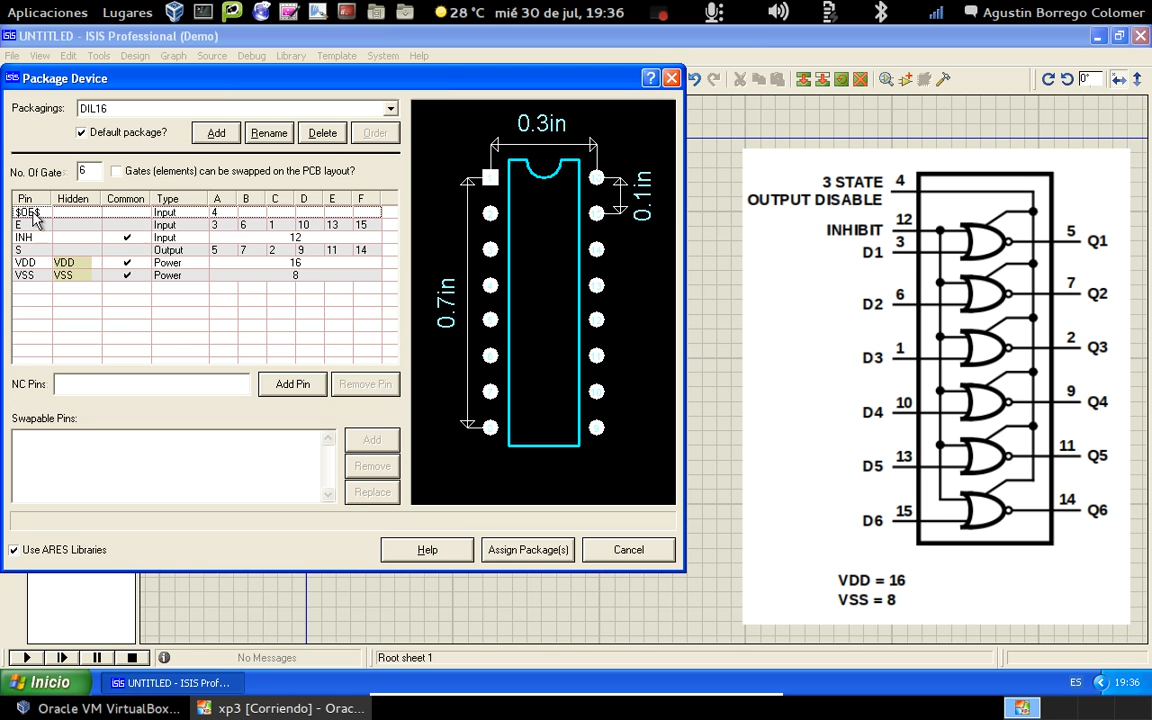 Aplicaciones Lugares 28 °C mié 30 de jul, 19:36 Agustin Borrego Colomer
isis UNTITLED - ISIS Professional (Demo)
File View Edit Tools Design Graph Source Debug Library Template System Help
isis Package Device
Packagings: DIL16
Default package? Add Rename Delete Order
No. Of Gate: 6 Gates (elements) can be swapped on the PCB layout?
Pin Hidden Common Type A B C D E F
$OE$ Input 4
E Input 3 6 1 10 13 15
INH Input 12
S Output 5 7 2 9 11 14
VDD VDD Power 16
VSS VSS Power 8
NC Pins: Add Pin Remove Pin
Swapable Pins:
Add
Remove
Replace
Use ARES Libraries Help Assign Package(s) Cancel
0.3in
0.1in
0.7in
0°
3 STATE 4
OUTPUT DISABLE
12
INHIBIT
3
D1
5 Q1
6
D2
7 Q2
1
D3
2 Q3
10
D4
9 Q4
13
D5
11 Q5
15
D6
14 Q6
VDD = 16
VSS = 8
No Messages Root sheet 1
Inicio isis UNTITLED - ISIS Prof... ES 19:36
Oracle VM VirtualBox... xp3 [Corriendo] - Orac...